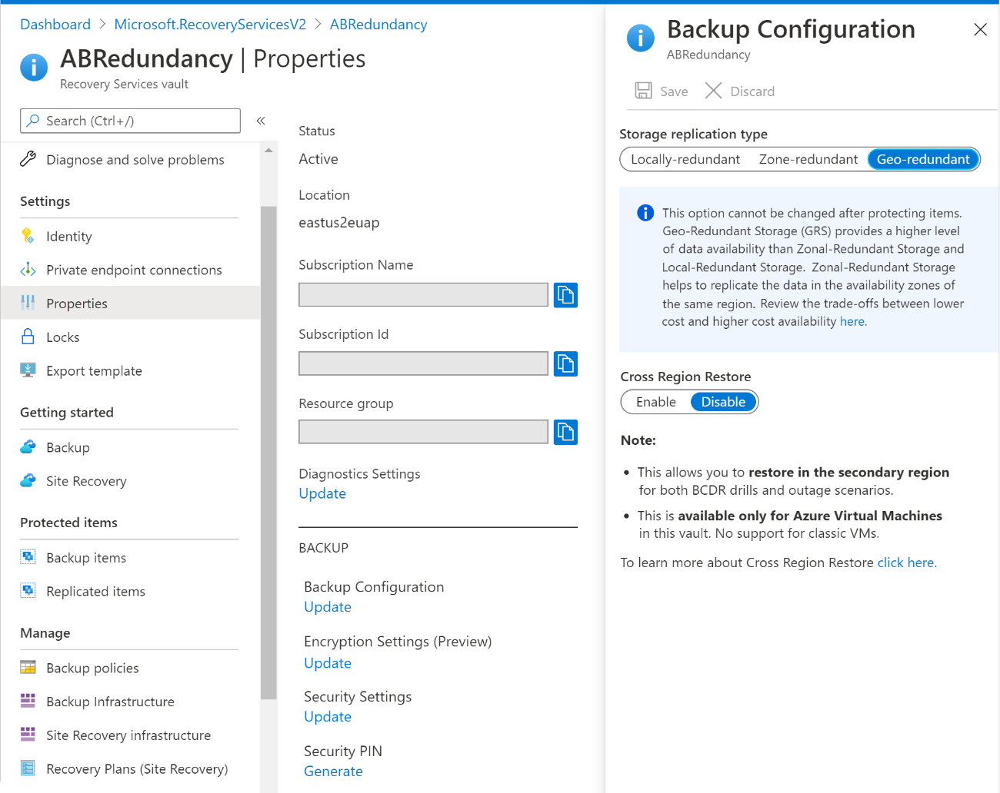 Dashboard > Microsoft.RecoveryServicesV2 > ABRedundancy
ABRedundancy | Properties
Recovery Services vault
Search (Ctrl+/)
«
Diagnose and solve problems
Settings
Identity
Private endpoint connections
Properties
Locks
Export template
Getting started
Backup
Site Recovery
Protected items
Backup items
Replicated items
Manage
Backup policies
Backup Infrastructure
Site Recovery infrastructure
Recovery Plans (Site Recovery)
Status
Active
Location
eastus2euap
Subscription Name
Subscription Id
Resource group
Diagnostics Settings
Update
BACKUP
Backup Configuration
Update
Encryption Settings (Preview)
Update
Security Settings
Update
Security PIN
Generate
Backup Configuration
ABRedundancy
Save Discard
Storage replication type
Locally-redundant Zone-redundant Geo-redundant
This option cannot be changed after protecting items.
Geo-Redundant Storage (GRS) provides a higher level
of data availability than Zonal-Redundant Storage and
Local-Redundant Storage. Zonal-Redundant Storage
helps to replicate the data in the availability zones of
the same region. Review the trade-offs between lower
cost and higher cost availability here.
Cross Region Restore
Enable Disable
Note:
• This allows you to restore in the secondary region
for both BCDR drills and outage scenarios.
• This is available only for Azure Virtual Machines
in this vault. No support for classic VMs.
To learn more about Cross Region Restore click here.